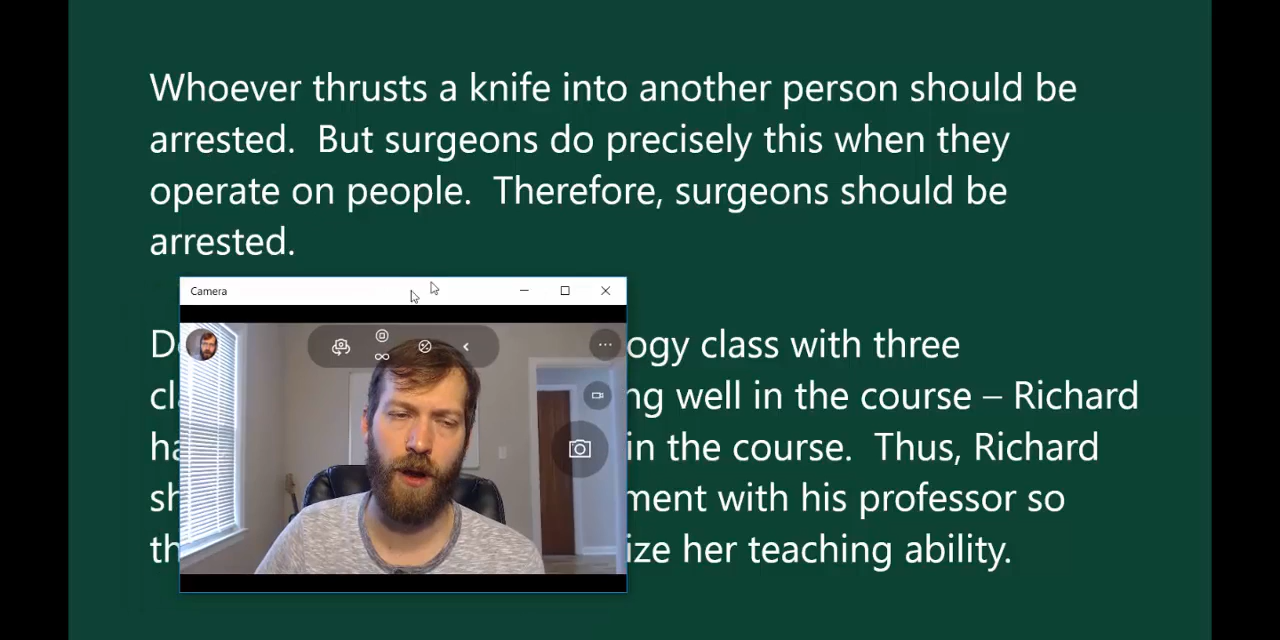 Whoever thrusts a knife into another person should be
arrested. But surgeons do precisely this when they
operate on people. Therefore, surgeons should be
arrested.
Camera
ogy class with three
ng well in the course – Richard
in the course. Thus, Richard
ment with his professor so
ize her teaching ability.